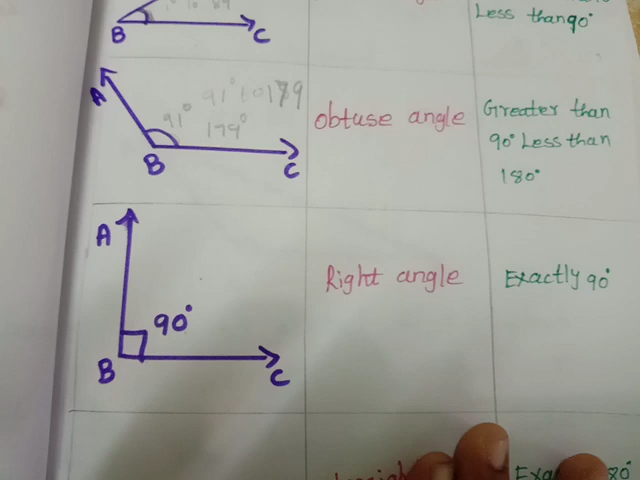 Less than 90°
B
C
A
91° to 179
91°
179°
B
C
obtuse angle
Greater than
90° Less than
180°
A
90°
B
C
Right angle
Exactly 90°